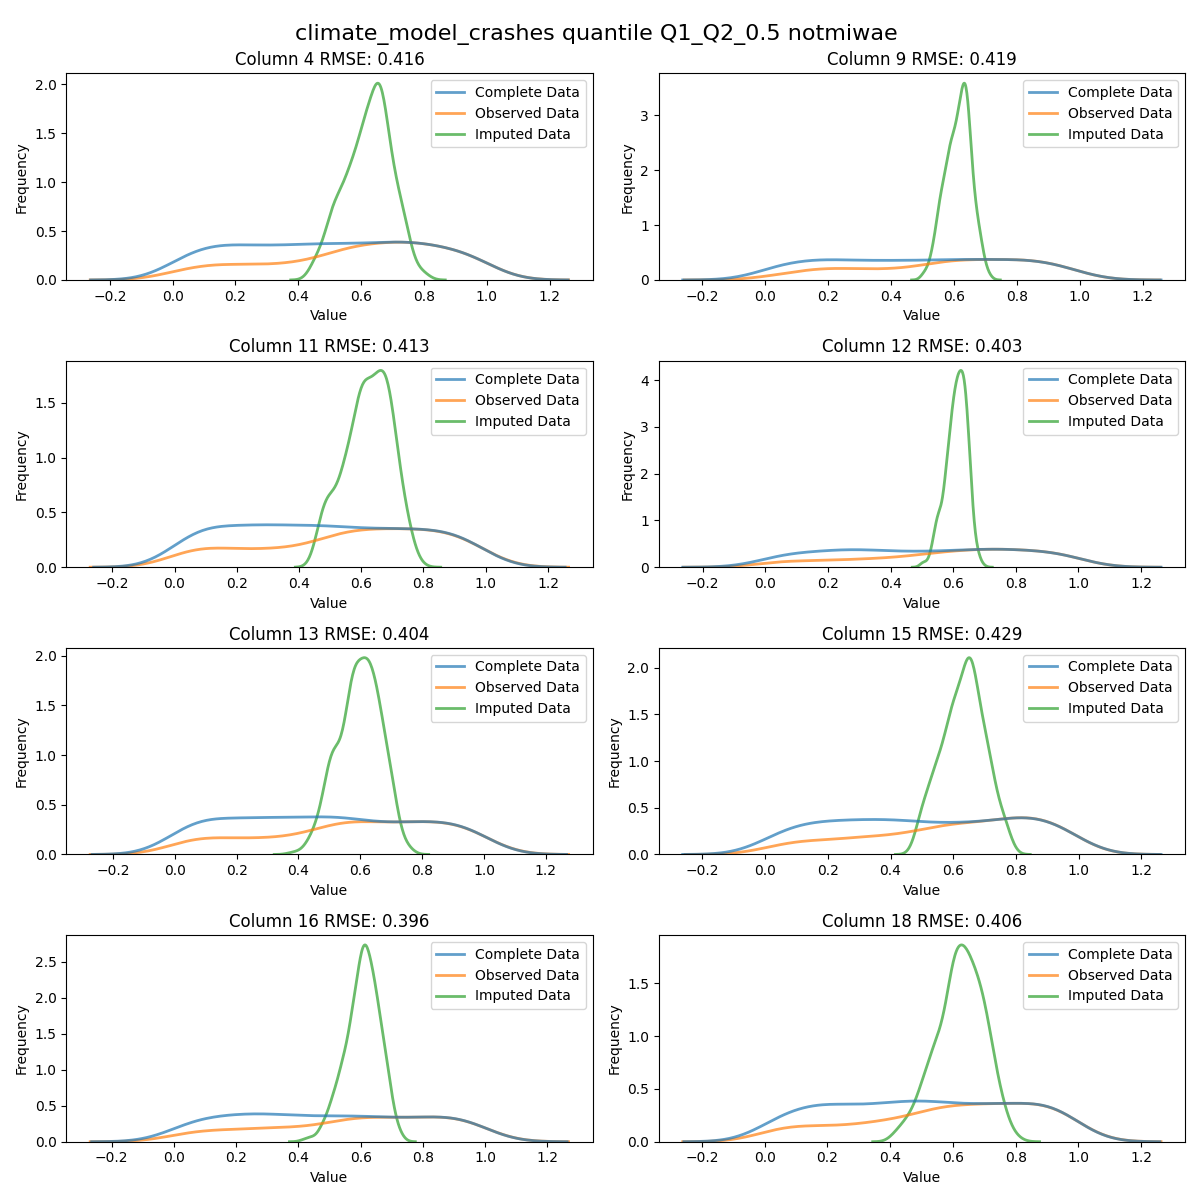 climate_model_crashes quantile Q1_Q2_0.5 notmiwae
Column 4 RMSE: 0.416
Complete Data
Observed Data
Imputed Data
Frequency
2.0
1.5
1.0
0.5
0.0
−0.2 0.0 0.2 0.4 0.6 0.8 1.0 1.2
Value
Column 9 RMSE: 0.419
Complete Data
Observed Data
Imputed Data
Frequency
3
2
1
0
−0.2 0.0 0.2 0.4 0.6 0.8 1.0 1.2
Value
Column 11 RMSE: 0.413
Complete Data
Observed Data
Imputed Data
Frequency
1.5
1.0
0.5
0.0
−0.2 0.0 0.2 0.4 0.6 0.8 1.0 1.2
Value
Column 12 RMSE: 0.403
Complete Data
Observed Data
Imputed Data
Frequency
4
3
2
1
0
−0.2 0.0 0.2 0.4 0.6 0.8 1.0 1.2
Value
Column 13 RMSE: 0.404
Complete Data
Observed Data
Imputed Data
Frequency
2.0
1.5
1.0
0.5
0.0
−0.2 0.0 0.2 0.4 0.6 0.8 1.0 1.2
Value
Column 15 RMSE: 0.429
Complete Data
Observed Data
Imputed Data
Frequency
2.0
1.5
1.0
0.5
0.0
−0.2 0.0 0.2 0.4 0.6 0.8 1.0 1.2
Value
Column 16 RMSE: 0.396
Complete Data
Observed Data
Imputed Data
Frequency
2.5
2.0
1.5
1.0
0.5
0.0
−0.2 0.0 0.2 0.4 0.6 0.8 1.0 1.2
Value
Column 18 RMSE: 0.406
Complete Data
Observed Data
Imputed Data
Frequency
1.5
1.0
0.5
0.0
−0.2 0.0 0.2 0.4 0.6 0.8 1.0 1.2
Value